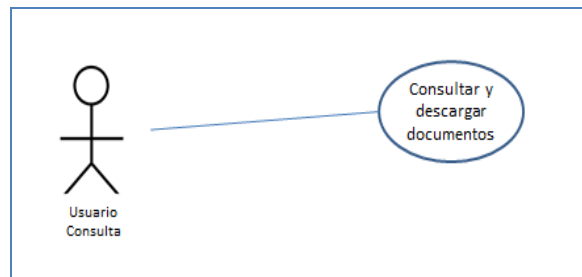 Consultar y
descargar
documentos
Usuario
Consulta